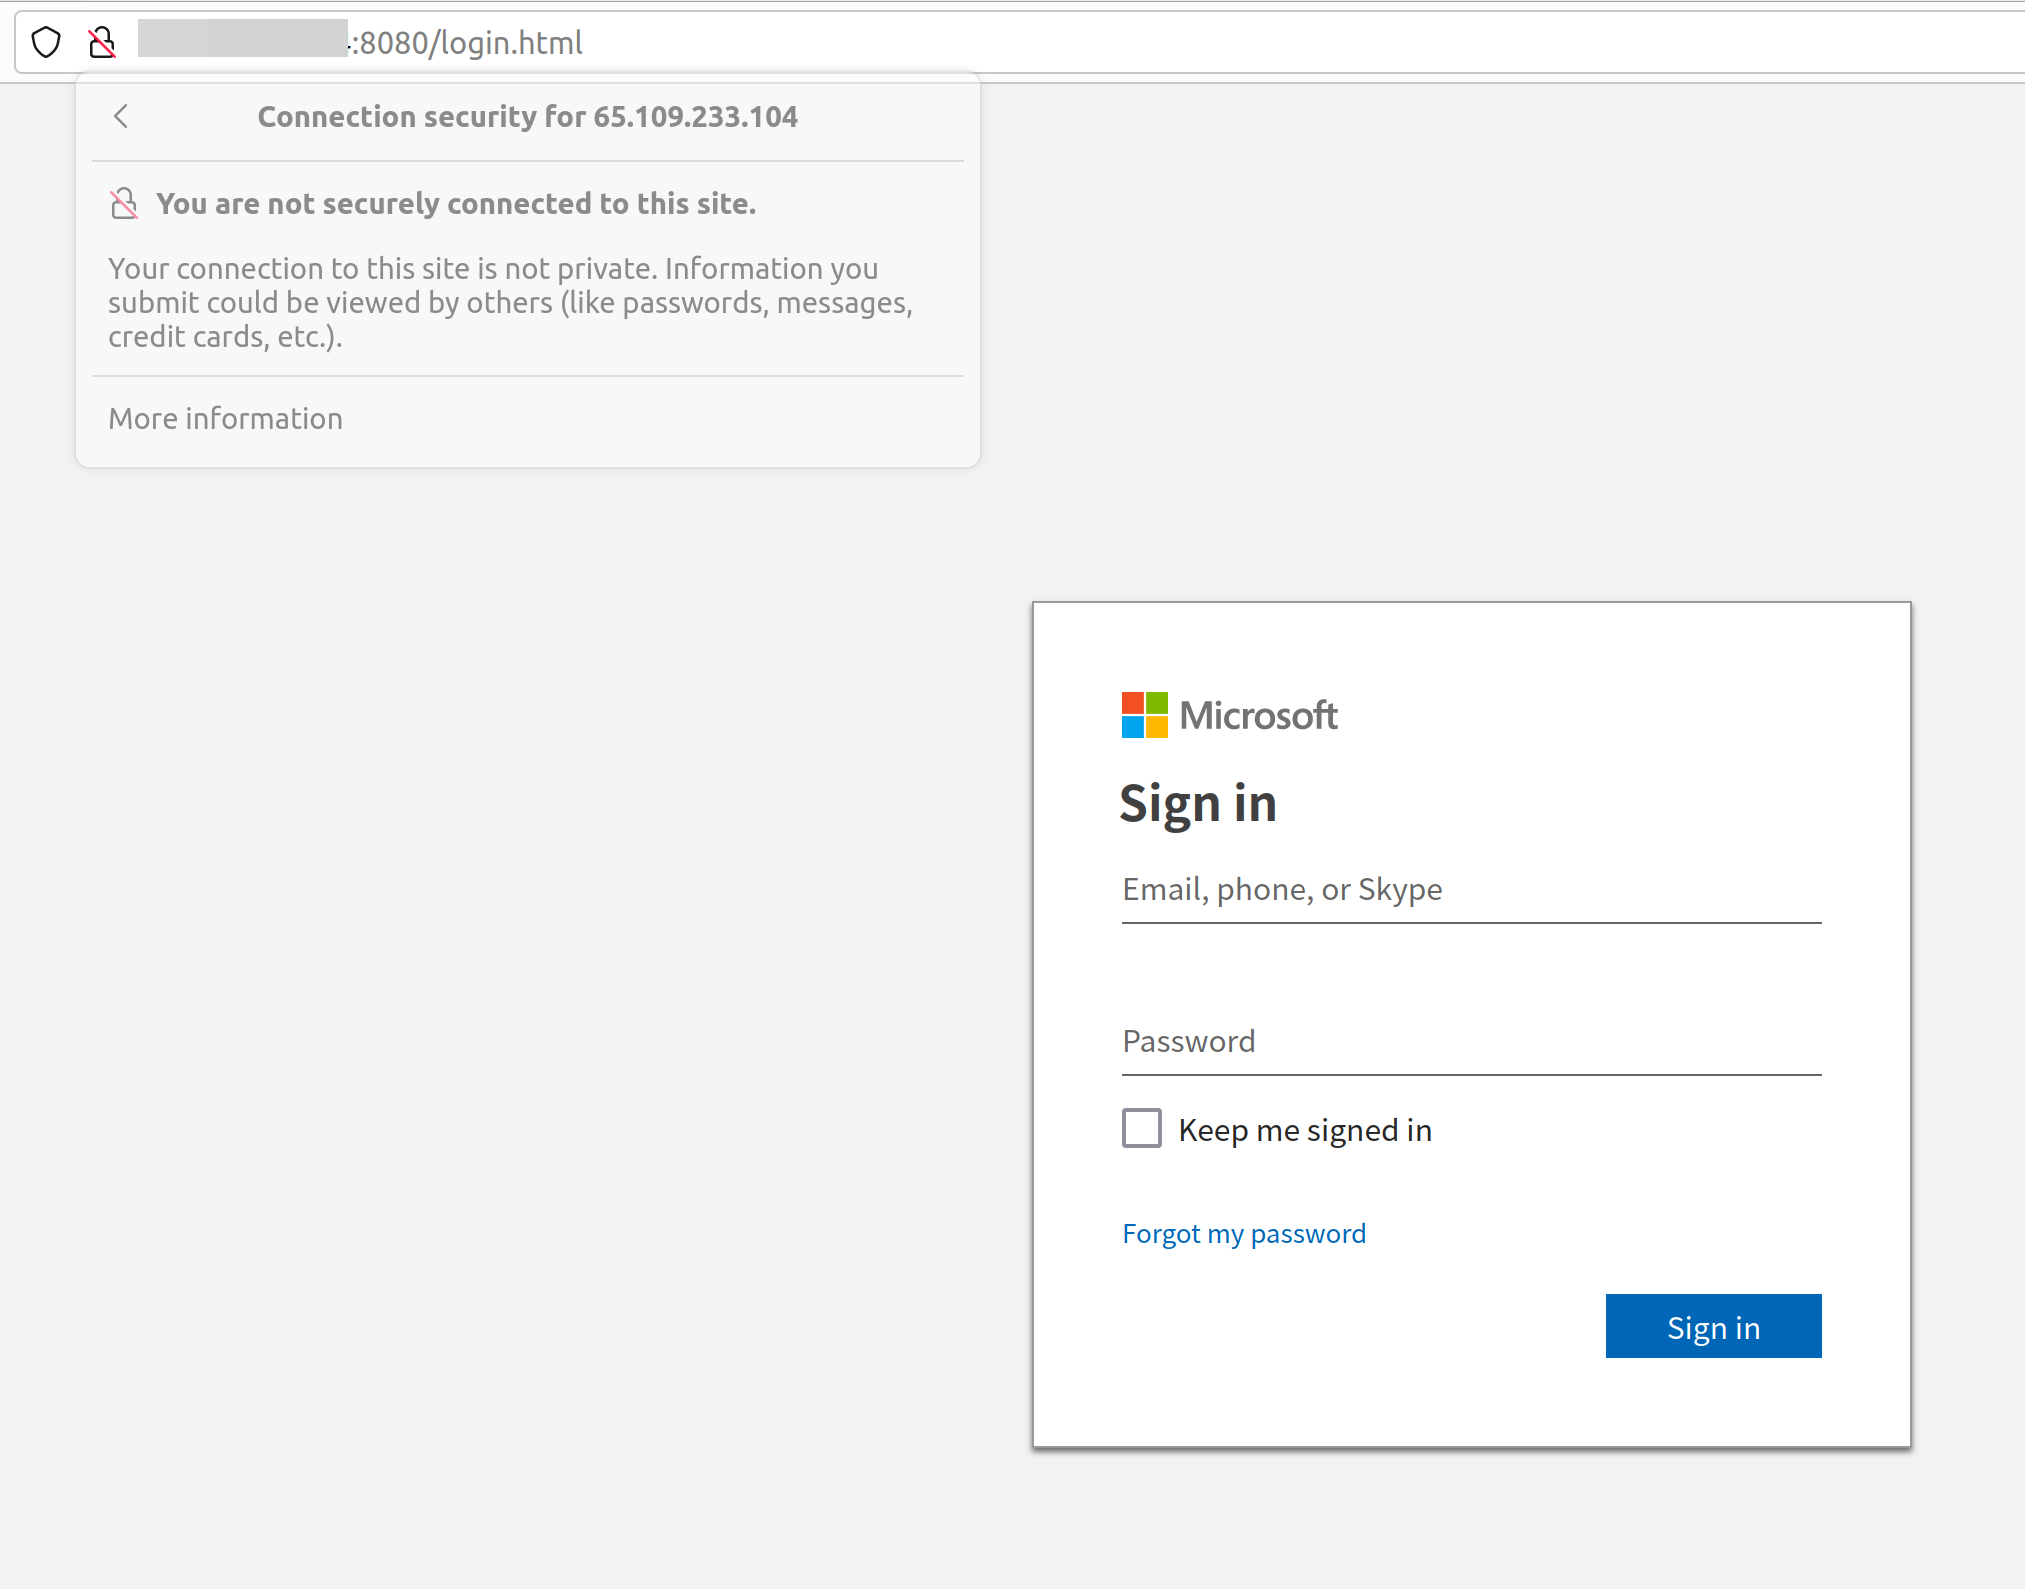 :8080/login.html
Connection security for 65.109.233.104
You are not securely connected to this site.
Your connection to this site is not private. Information you
submit could be viewed by others (like passwords, messages,
credit cards, etc.).
More information
Microsoft
Sign in
Email, phone, or Skype
Password
Keep me signed in
Forgot my password
Sign in